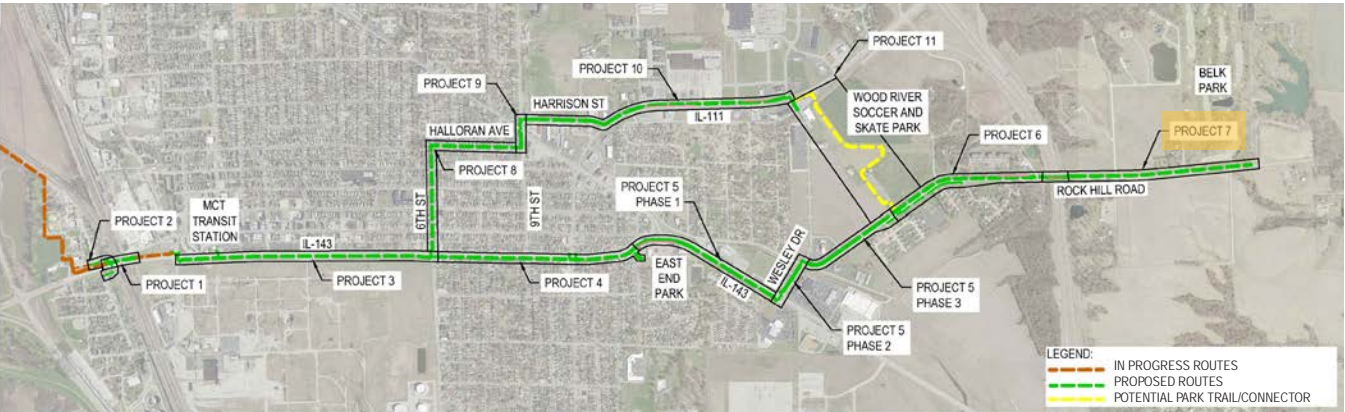 PROJECT 11
PROJECT 10
PROJECT 9
HARRISON ST
IL-111
HALLORAN AVE
PROJECT 8
WOOD RIVER
SOCCER AND
SKATE PARK
BELK
PARK
PROJECT 6
PROJECT 7
ROCK HILL ROAD
6TH ST
9TH ST
PROJECT 5
PHASE 1
PROJECT 2
MCT
TRANSIT
STATION
IL-143
PROJECT 1
PROJECT 3
PROJECT 4
EAST
END
PARK
IL-143
WESLEY DR
PROJECT 5
PHASE 3
PROJECT 5
PHASE 2
LEGEND:
IN PROGRESS ROUTES
PROPOSED ROUTES
POTENTIAL PARK TRAIL/CONNECTOR